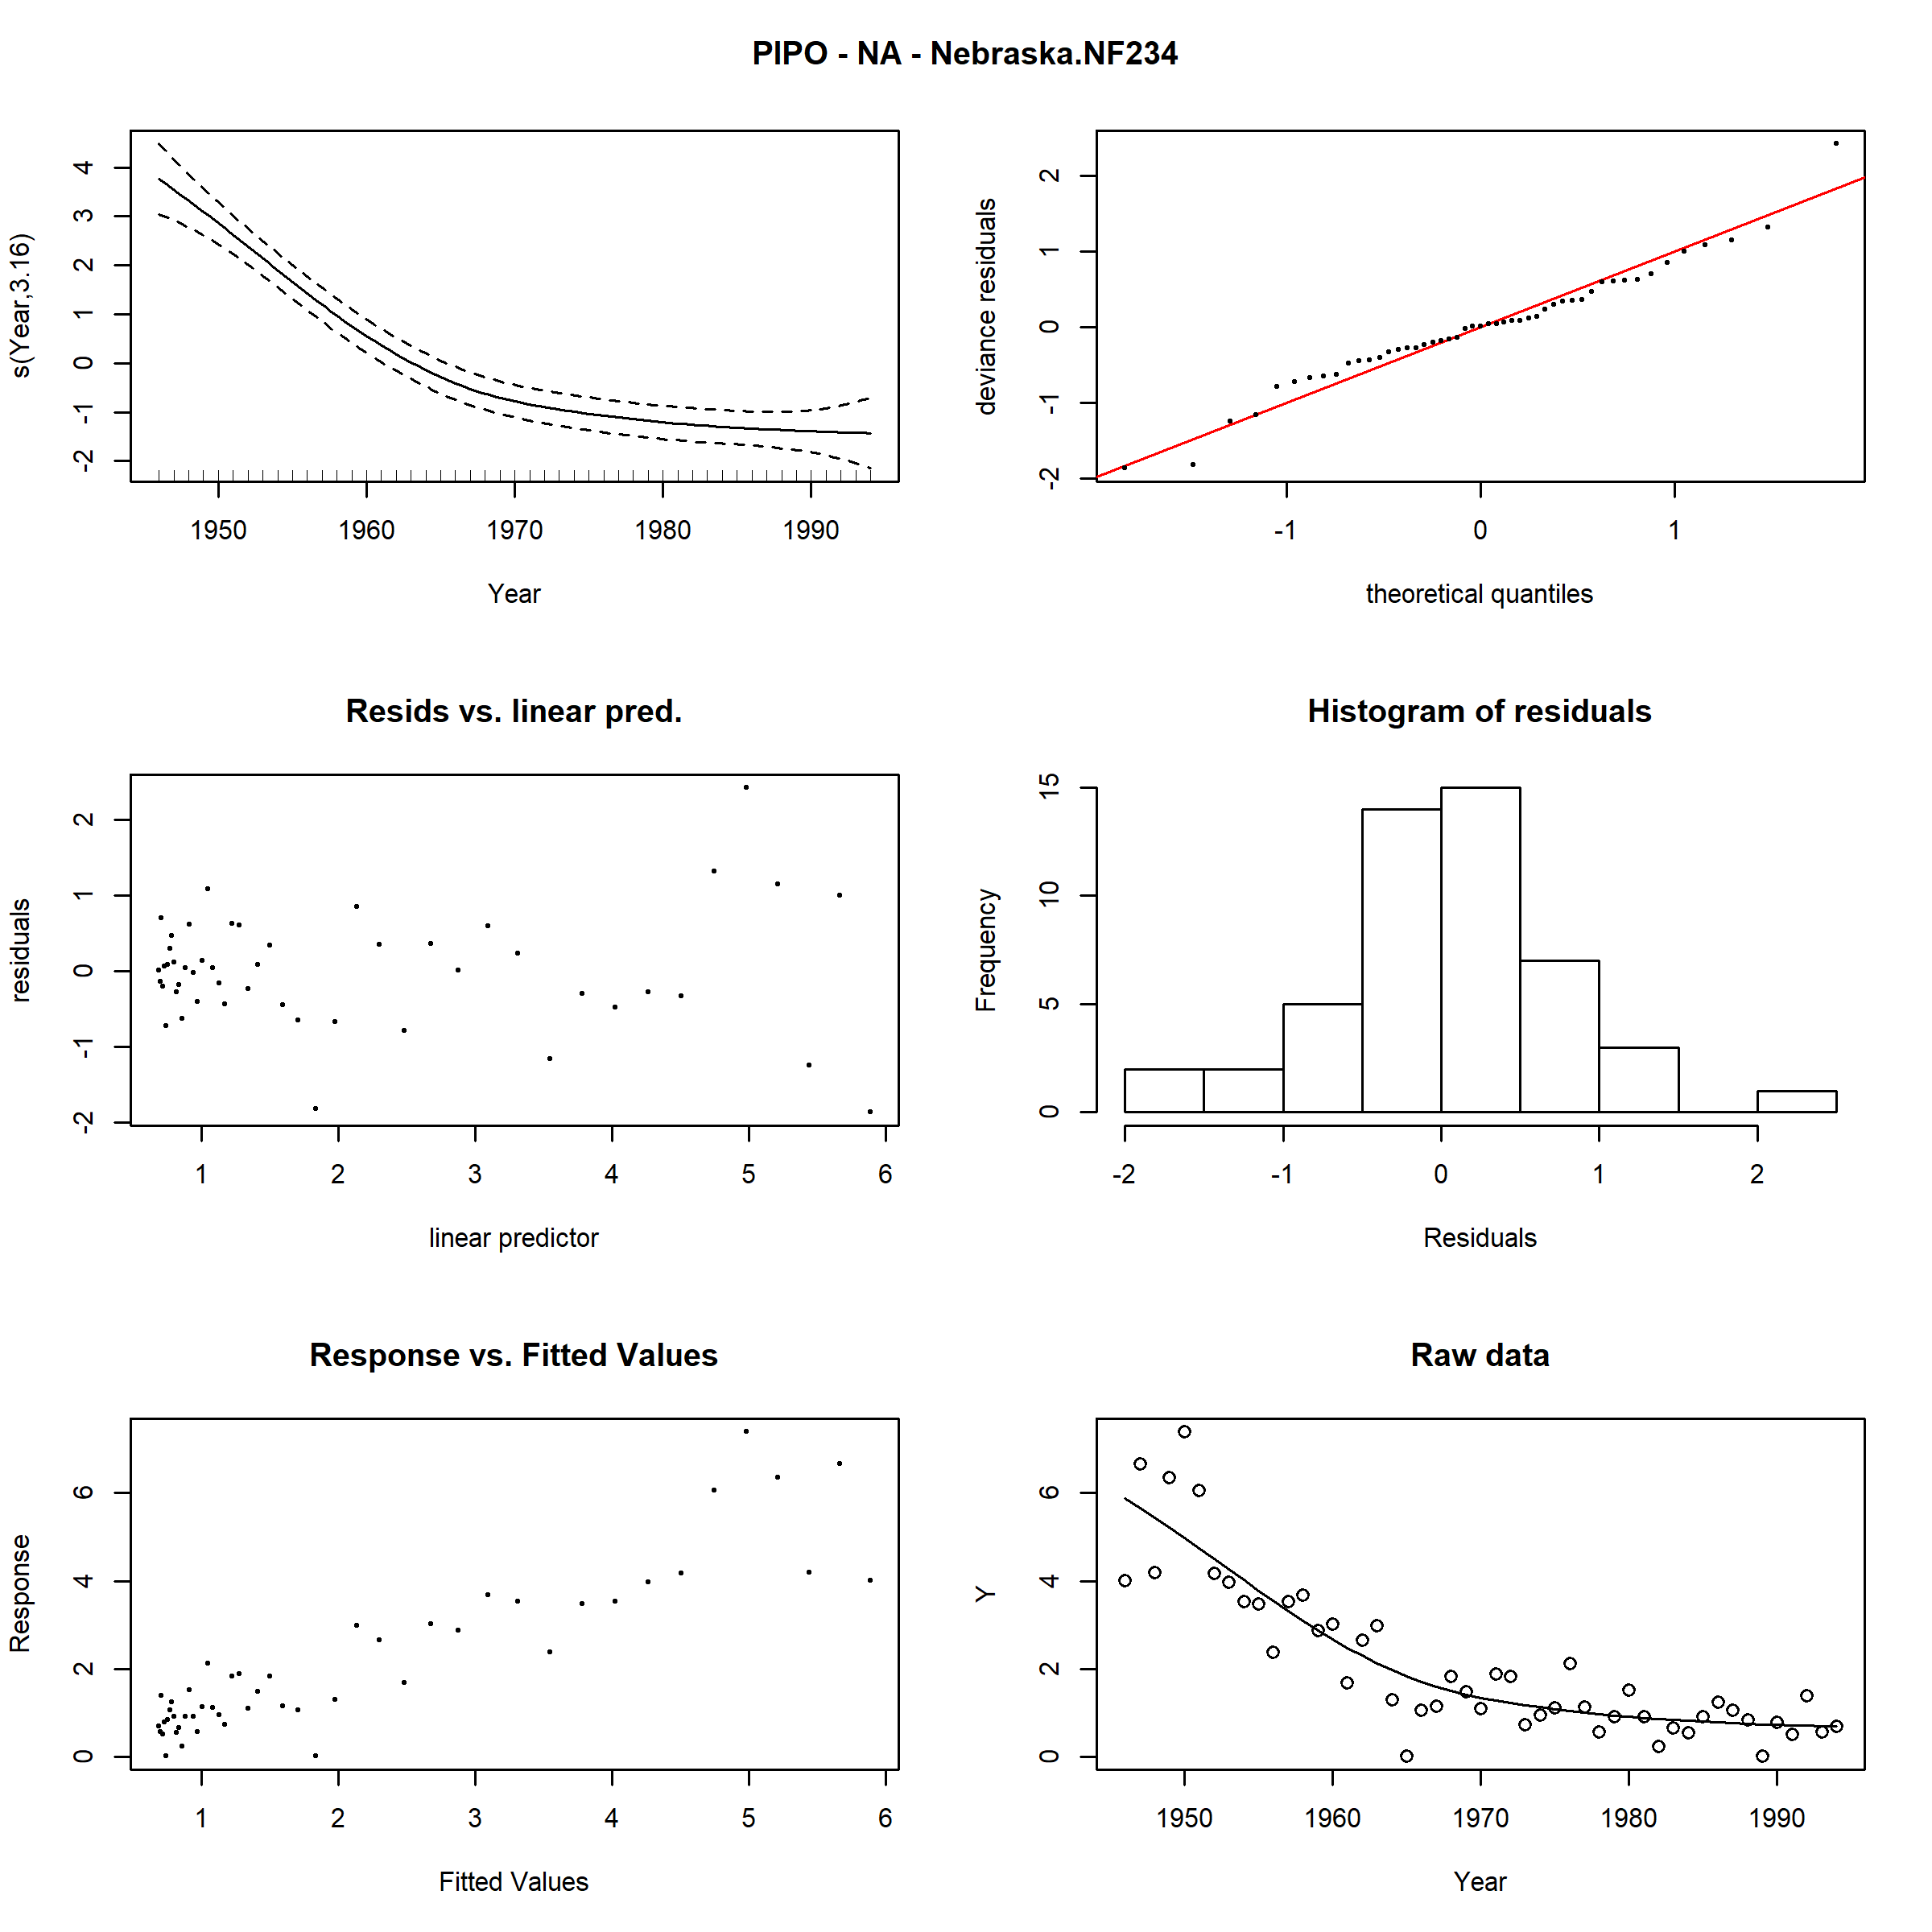 PIPO - NA - Nebraska.NF234
s(Year,3.16)
4
3
2
1
0
-1
-2
1950 1960 1970 1980 1990
Year
deviance residuals
2
1
0
-1
-2
-1 0 1
theoretical quantiles
Resids vs. linear pred.
residuals
2
1
0
-1
-2
1 2 3 4 5 6
linear predictor
Histogram of residuals
Frequency
15
10
5
0
-2 -1 0 1 2
Residuals
Response vs. Fitted Values
Response
6
4
2
0
1 2 3 4 5 6
Fitted Values
Raw data
Y
6
4
2
0
1950 1960 1970 1980 1990
Year